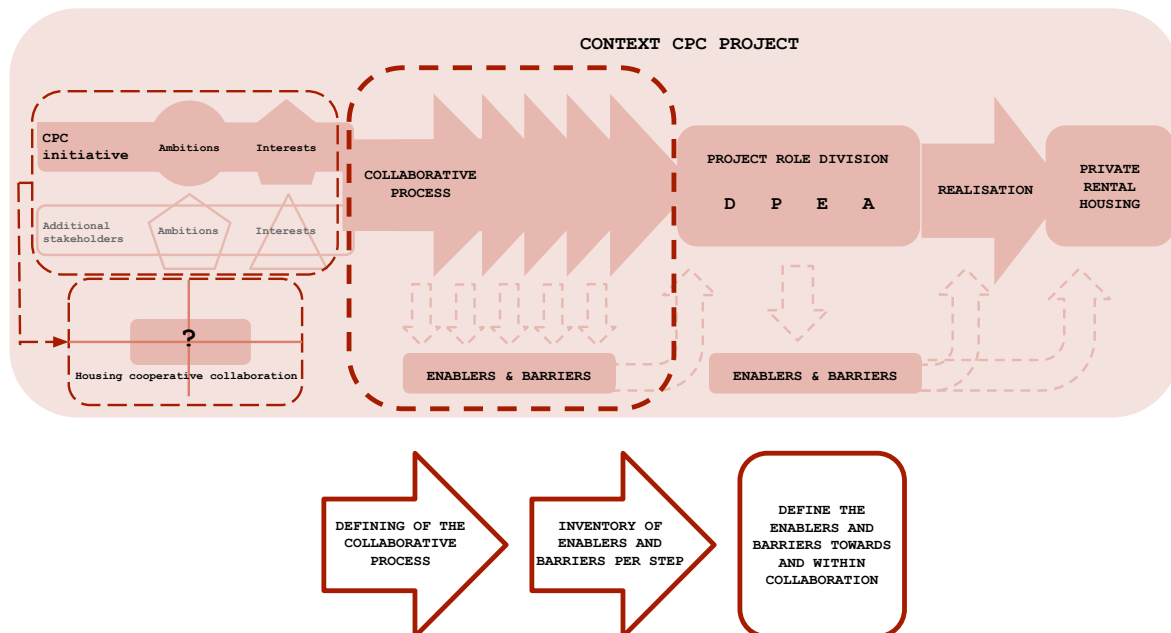 CONTEXT CPC PROJECT
CPC
initiative
Ambitions
Interests
Additional
stakeholders
Ambitions
Interests
?
Housing cooperative collaboration
COLLABORATIVE
PROCESS
ENABLERS & BARRIERS
PROJECT ROLE DIVISION
D P E A
ENABLERS & BARRIERS
REALISATION
PRIVATE
RENTAL
HOUSING
DEFINING OF THE
COLLABORATIVE
PROCESS
INVENTORY OF
ENABLERS AND
BARRIERS PER STEP
DEFINE THE
ENABLERS AND
BARRIERS TOWARDS
AND WITHIN
COLLABORATION